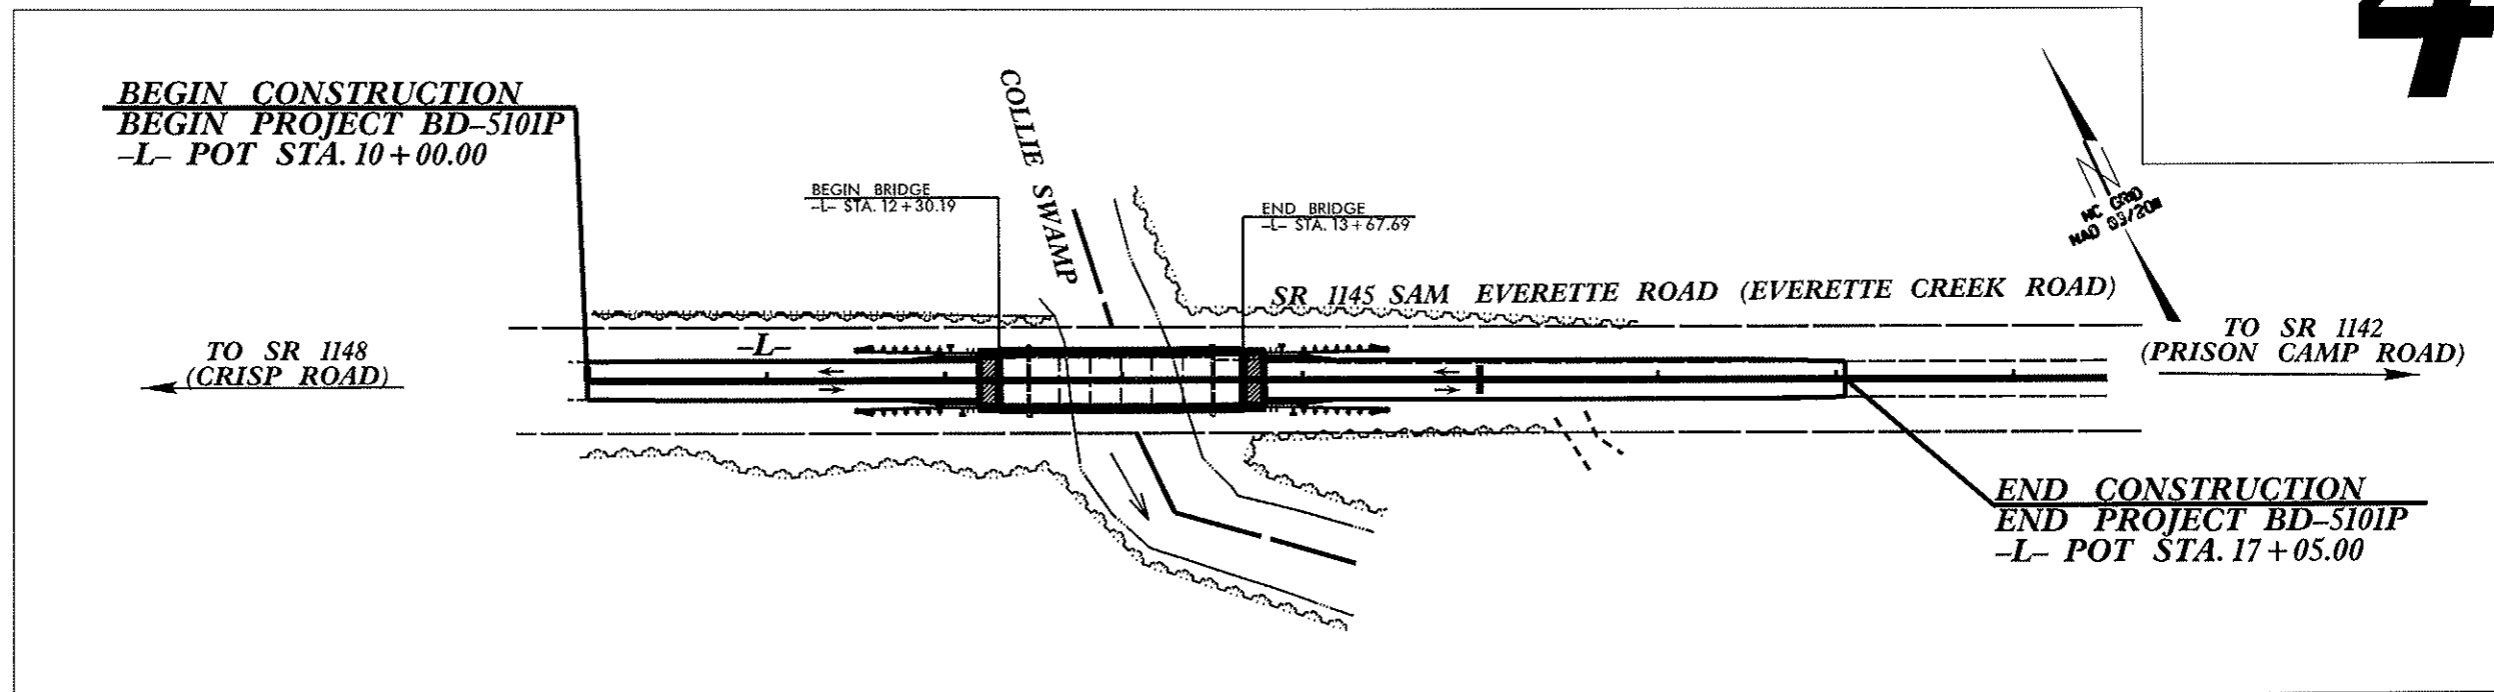 4
BEGIN CONSTRUCTION
BEGIN PROJECT BD-5101P
-L- POT STA. 10+00.00
COLLIE SWAMP
BEGIN BRIDGE
-L- STA. 12+30.19
END BRIDGE
-L- STA. 13+67.69
NC GRID
NAD 83/2011
SR 1145 SAM EVERETTE ROAD (EVERETTE CREEK ROAD)
TO SR 1148
(CRISP ROAD)
-L-
TO SR 1142
(PRISON CAMP ROAD)
END CONSTRUCTION
END PROJECT BD-5101P
-L- POT STA. 17+05.00